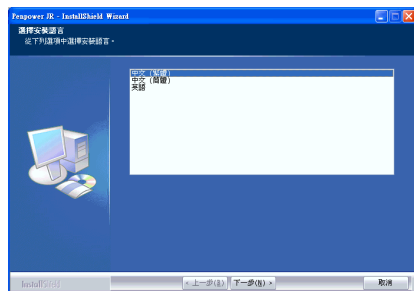 Penpower JR - InstallShield Wizard
選擇安裝語言
從下列選項中選擇安裝語言。
中文 (繁體)
中文 (簡體)
英語
InstallShield
< 上一步(B)
下一步(N) >
取消